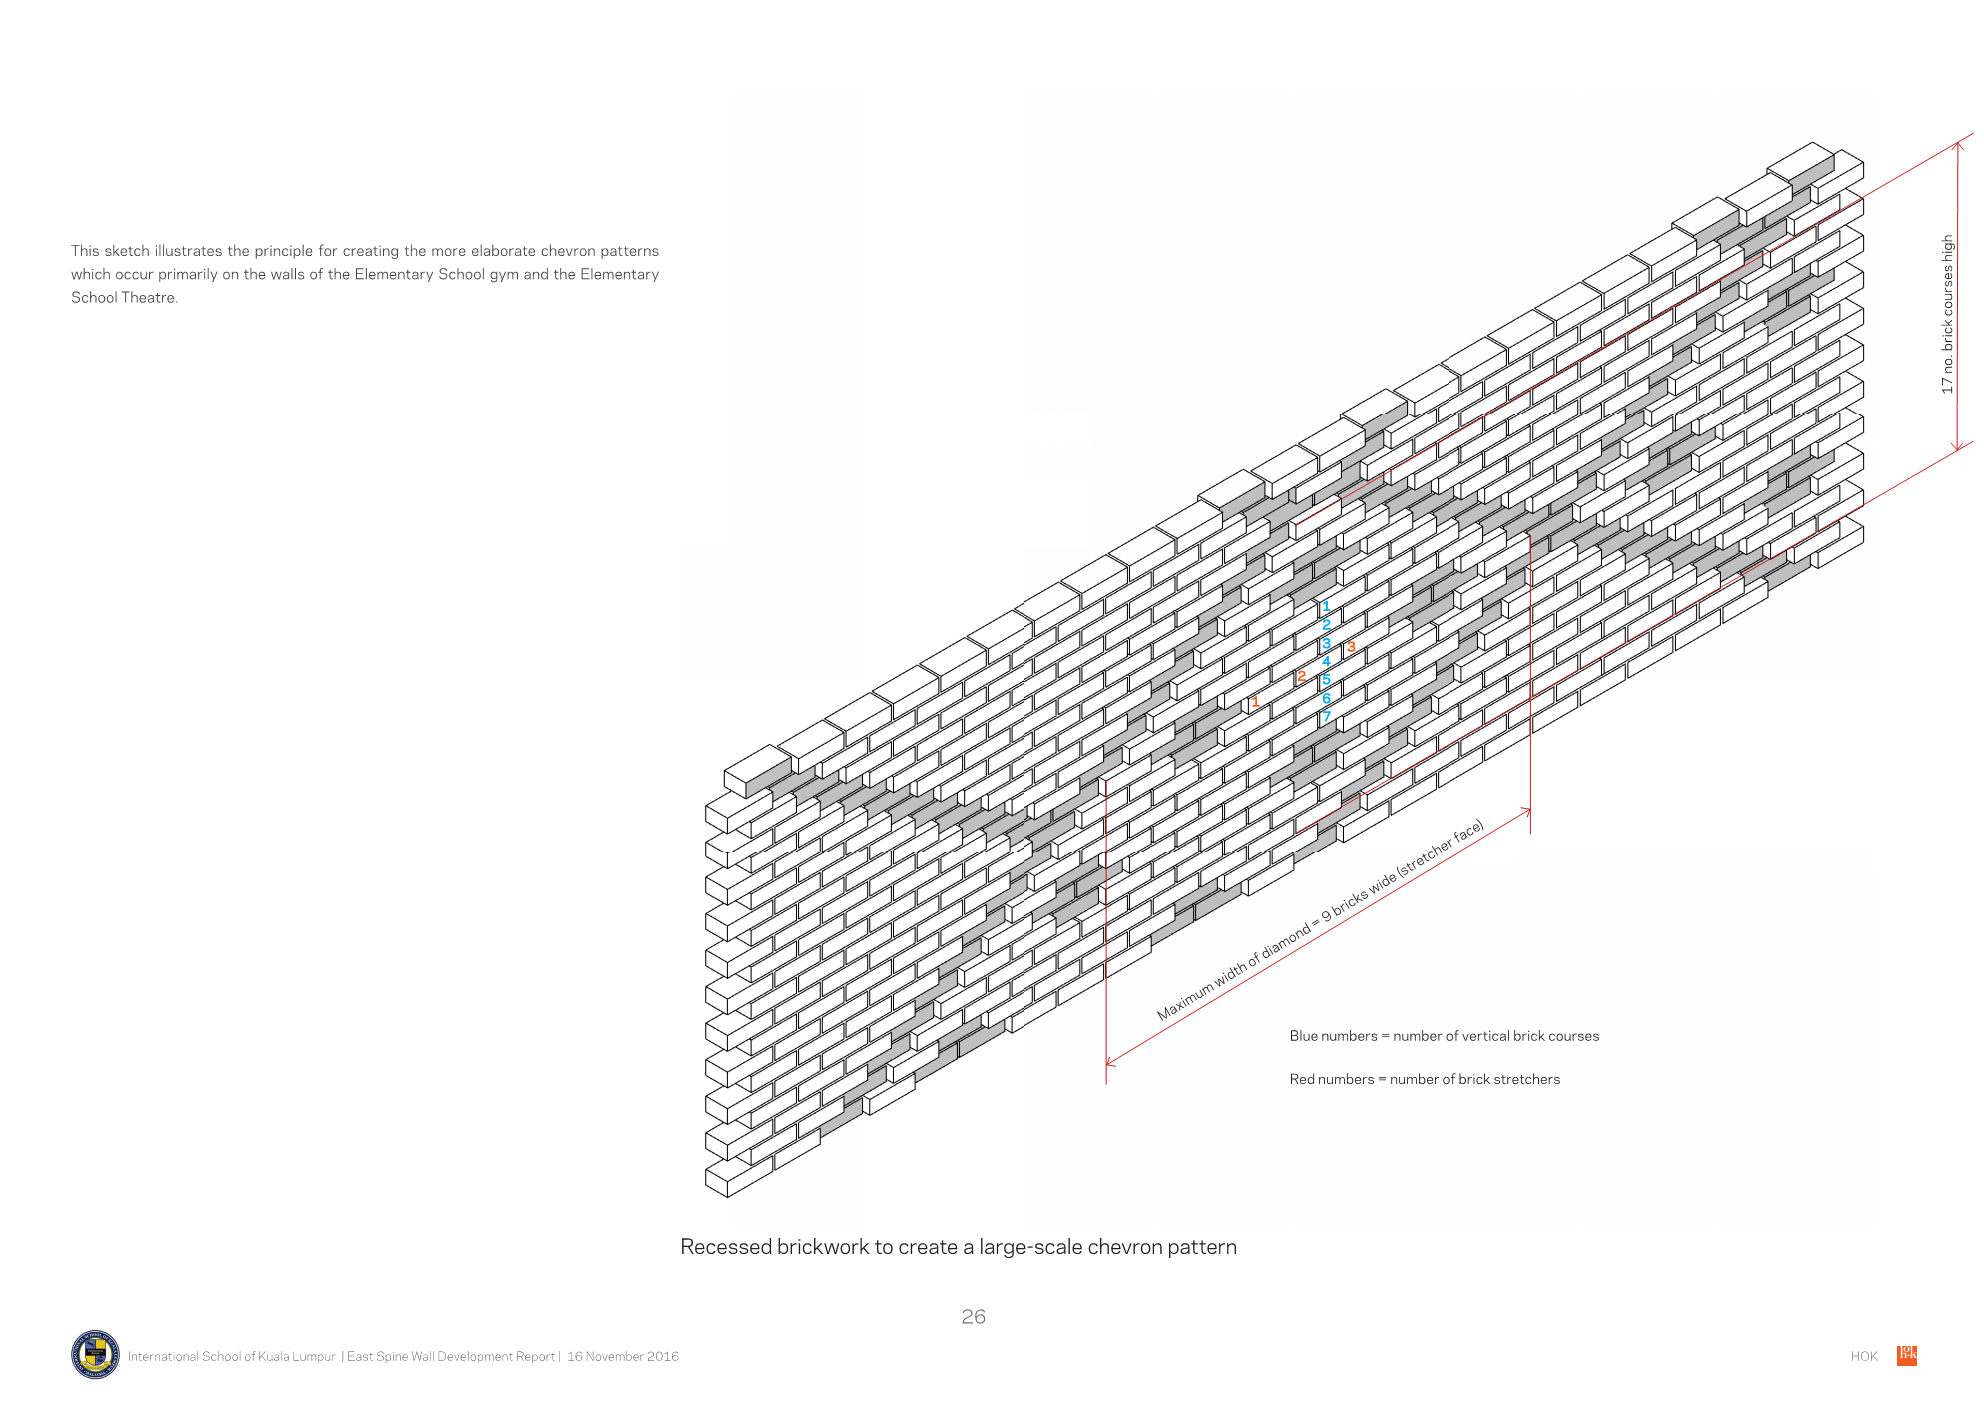 This sketch illustrates the principle for creating the more elaborate chevron patterns
which occur primarily on the walls of the Elementary School gym and the Elementary
School Theatre.
17 no. brick courses high
1
2
3
4
5
6
7
1
2
3
Maximum width of diamond = 9 bricks wide (stretcher face)
Blue numbers = number of vertical brick courses
Red numbers = number of brick stretchers
Recessed brickwork to create a large-scale chevron pattern
26
International School of Kuala Lumpur | East Spine Wall Development Report | 16 November 2016
HOK